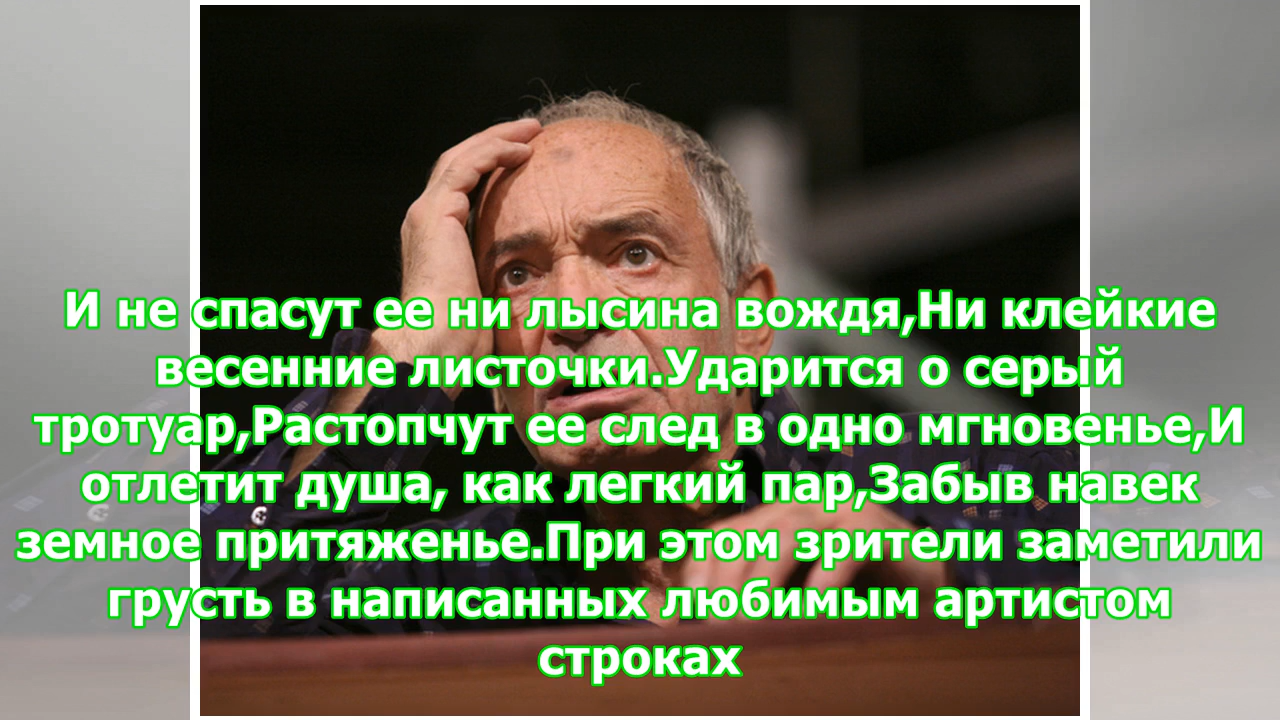 И не спасут ее ни лысина вождя,Ни клейкие
весенние листочки.Ударится о серый
тротуар,Растопчут ее след в одно мгновенье,И
отлетит душа, как легкий пар,Забыв навек
земное притяженье.При этом зрители заметили
грусть в написанных любимым артистом
строках